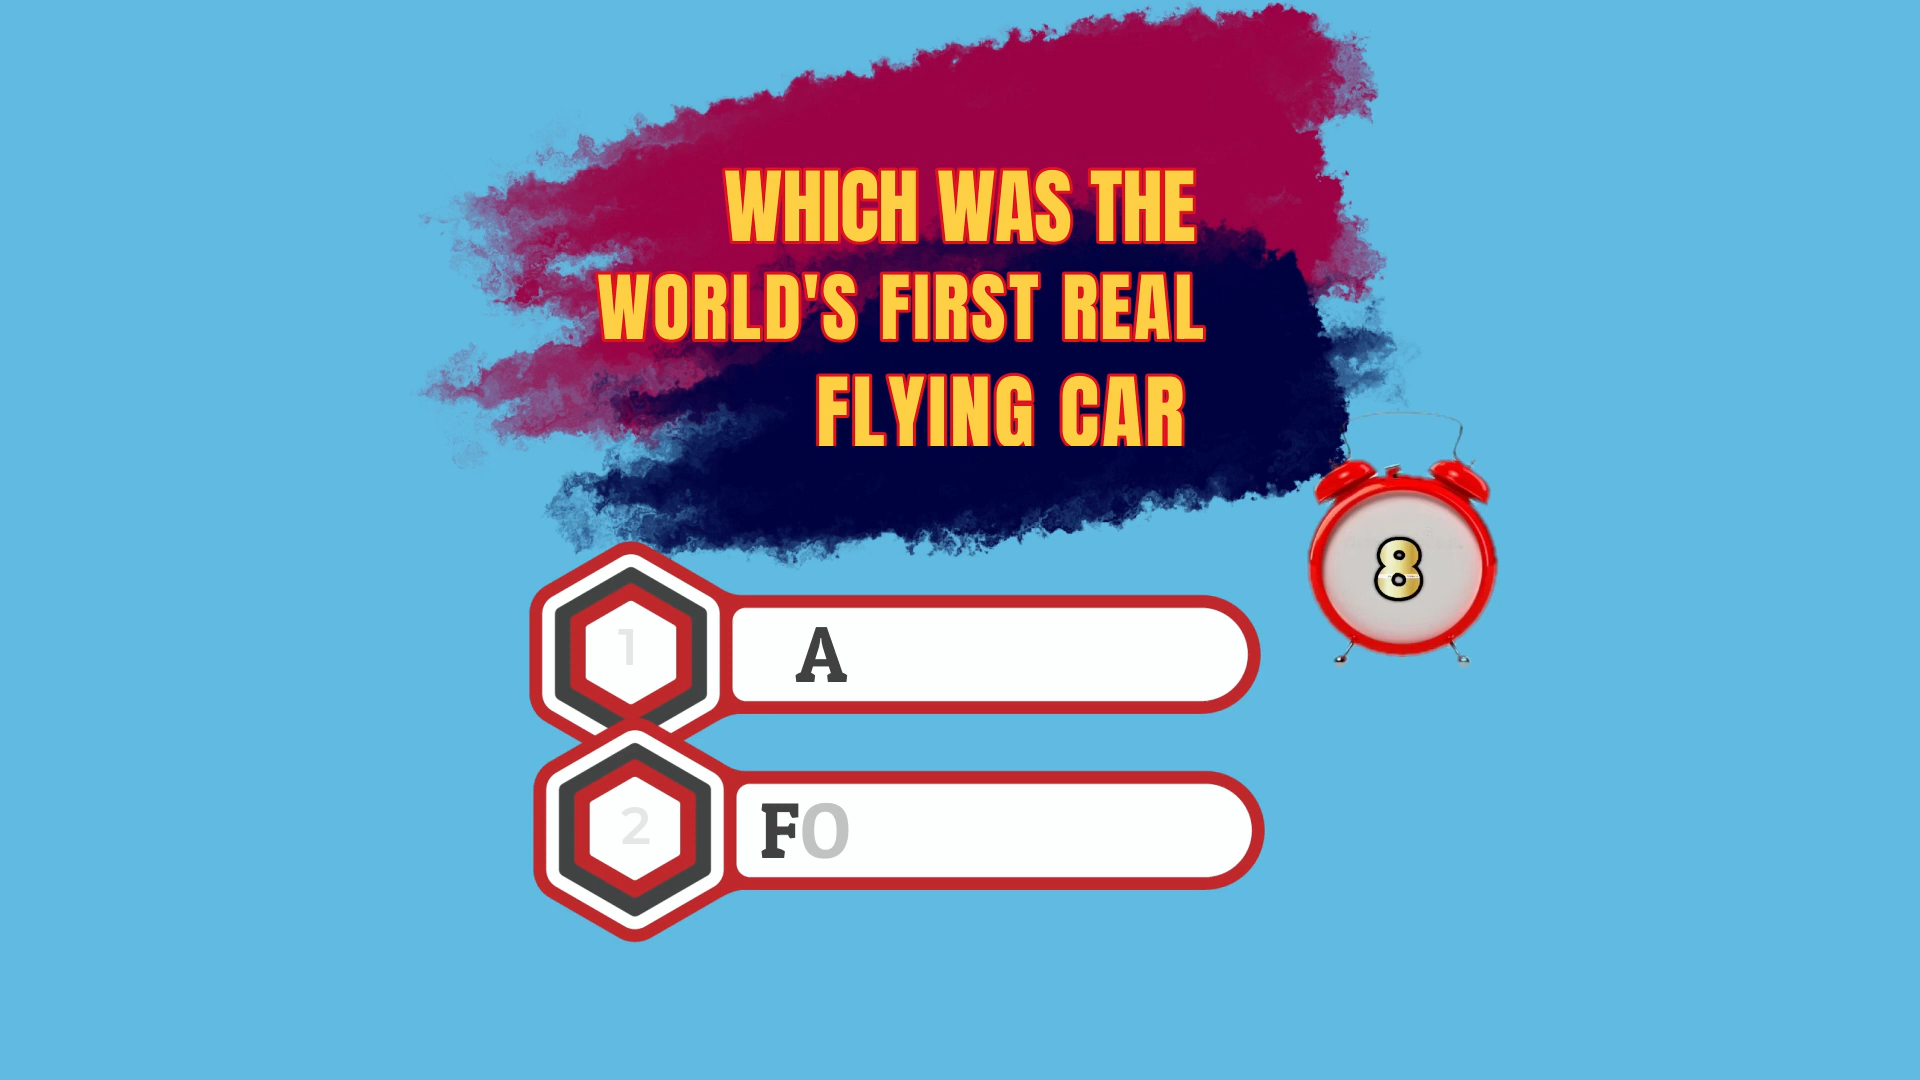 WHICH WAS THE
WORLD'S FIRST REAL
FLYING CAR
8
1
A
2
FO